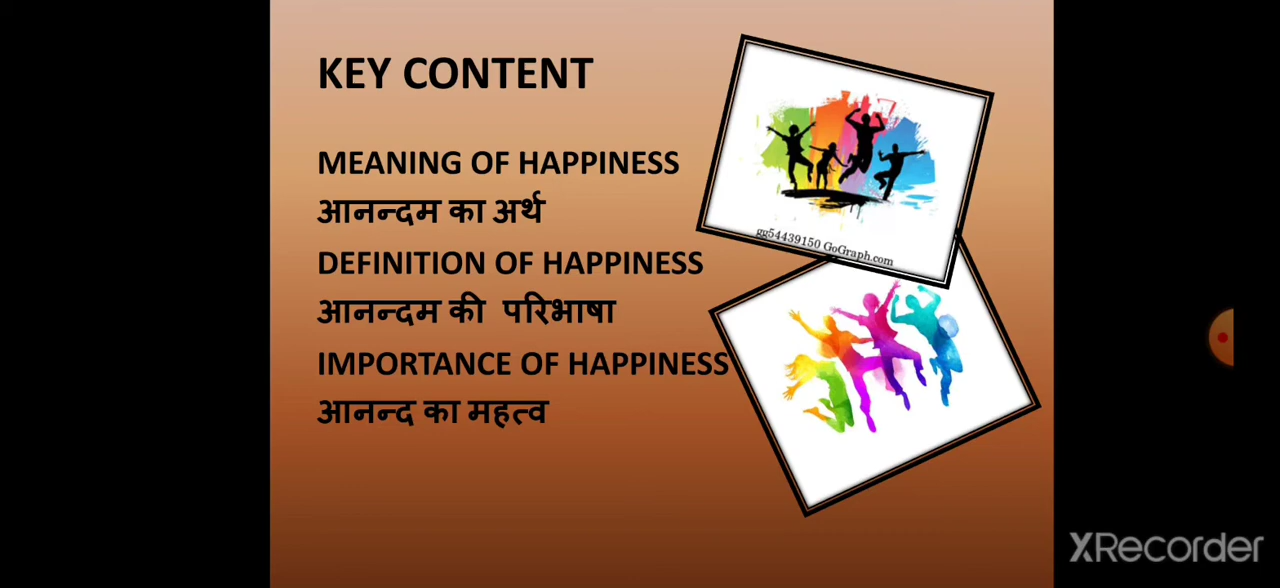 KEY CONTENT
MEANING OF HAPPINESS
आनन्दम का अर्थ
DEFINITION OF HAPPINESS
आनन्दम की परिभाषा
IMPORTANCE OF HAPPINESS
आनन्द का महत्व
gg54439150 GoGraph.com
XRecorder